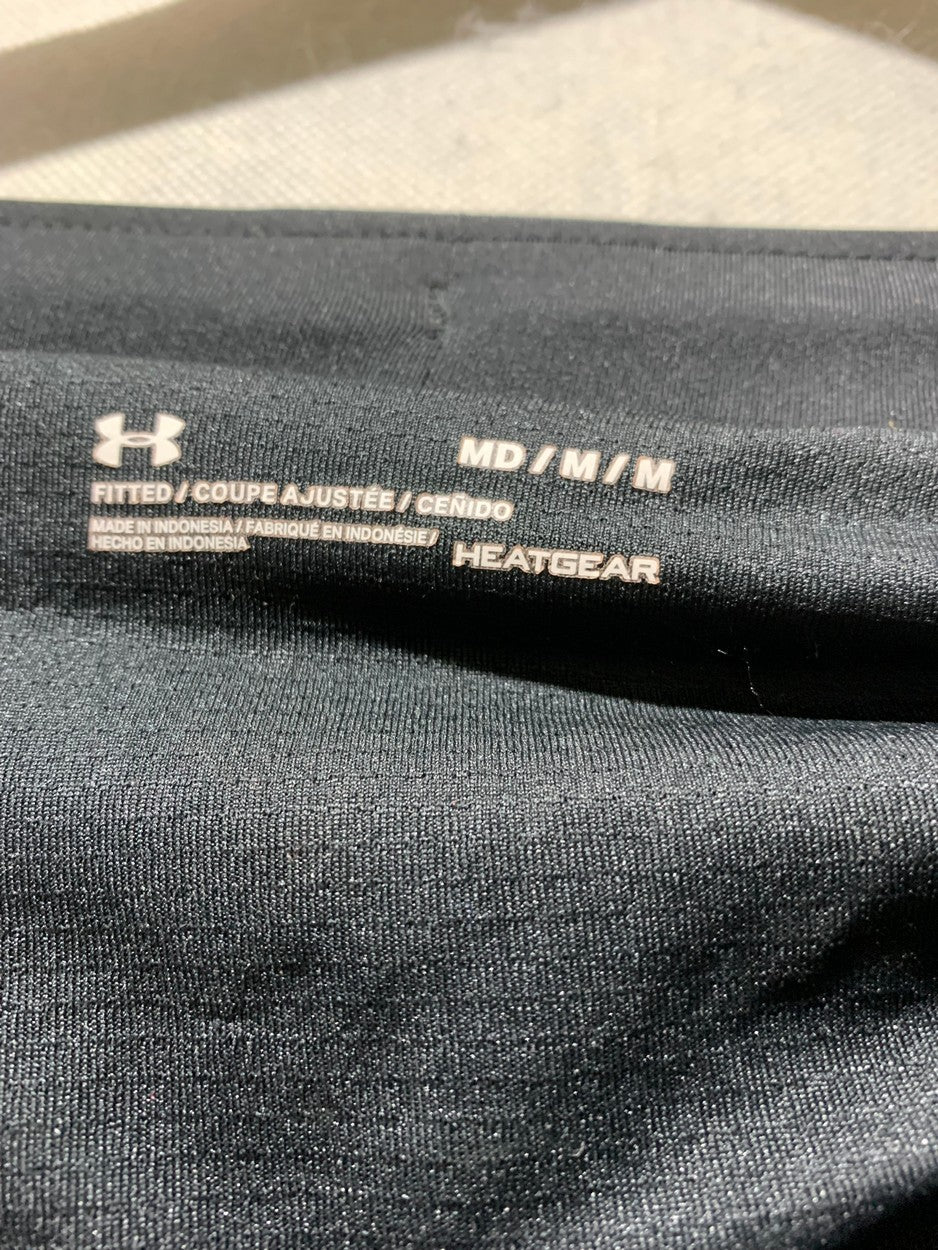 MD / M / M
FITTED / COUPE AJUSTÉE / CEÑIDO
MADE IN INDONESIA / FABRIQUÉ EN INDONÉSIE /
HECHO EN INDONESIA
HEATGEAR